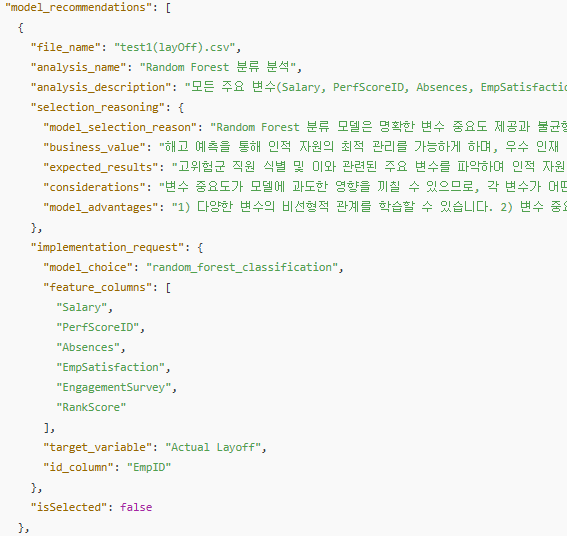 "model_recommendations": [
{
"file_name": "test1(layOff).csv",
"analysis_name": "Random Forest 분류 분석",
"analysis_description": "모든 주요 변수(Salary, PerfScoreID, Absences, EmpSatisfactio
"selection_reasoning": {
"model_selection_reason": "Random Forest 분류 모델은 명확한 변수 중요도 제공과 불균형
"business_value": "해고 예측을 통해 인적 자원의 최적 관리를 가능하게 하며, 우수 인재
"expected_results": "고위험군 직원 식별 및 이와 관련된 주요 변수를 파악하여 인적 자원
"considerations": "변수 중요도가 모델에 과도한 영향을 끼칠 수 있으므로, 각 변수가 어떤
"model_advantages": "1) 다양한 변수의 비선형적 관계를 학습할 수 있습니다. 2) 변수 중요
},
"implementation_request": {
"model_choice": "random_forest_classification",
"feature_columns": [
"Salary",
"PerfScoreID",
"Absences",
"EmpSatisfaction",
"EngagementSurvey",
"RankScore"
],
"target_variable": "Actual Layoff",
"id_column": "EmpID"
},
"isSelected": false
},